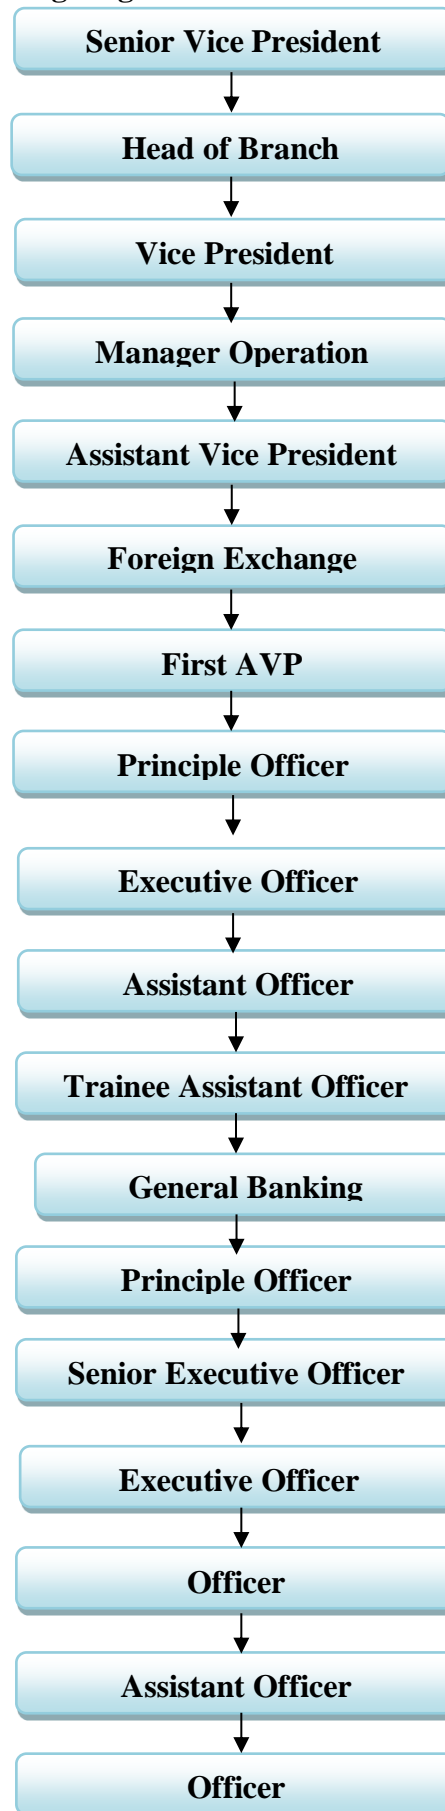 Senior Vice President
Head of Branch
Vice President
Manager Operation
Assistant Vice President
Foreign Exchange
First AVP
Principle Officer
Executive Officer
Assistant Officer
Trainee Assistant Officer
General Banking
Principle Officer
Senior Executive Officer
Executive Officer
Officer
Assistant Officer
Officer